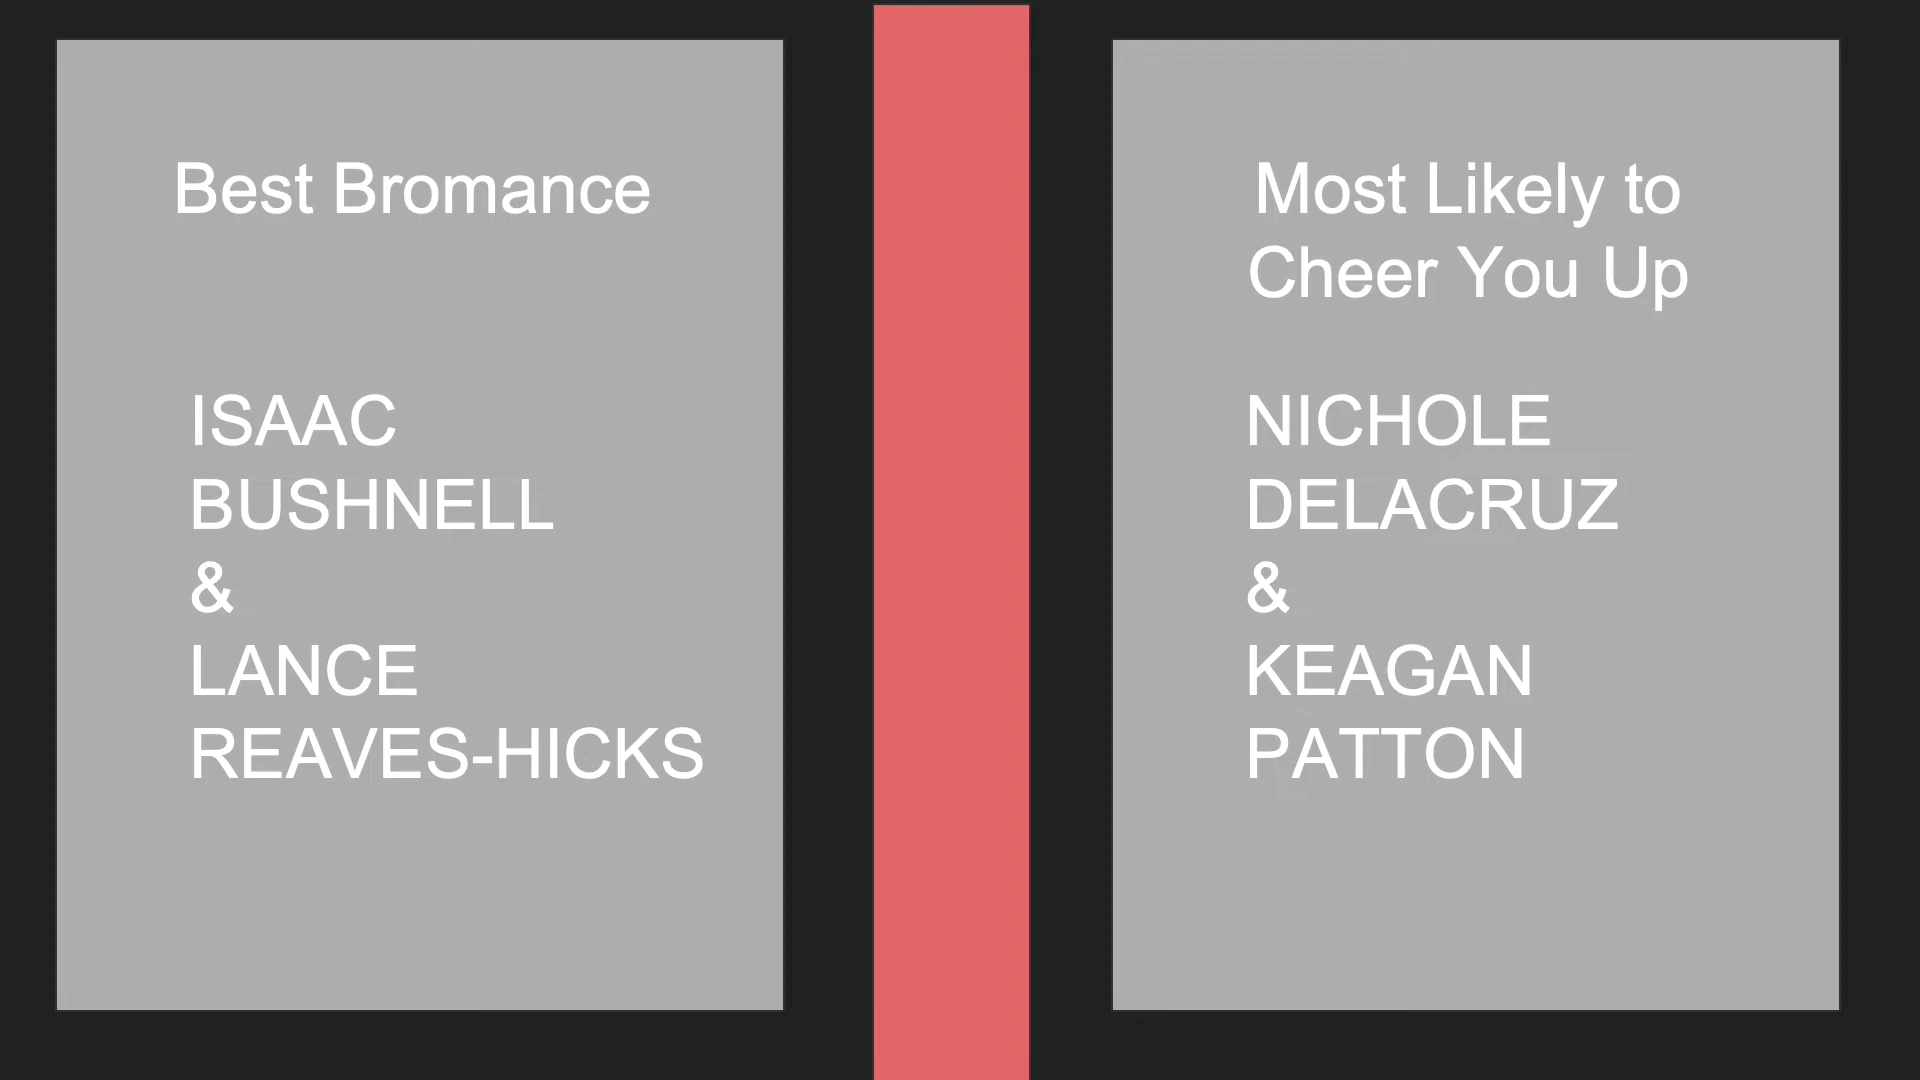 Best Bromance
ISAAC
BUSHNELL
&
LANCE
REAVES-HICKS
Most Likely to
Cheer You Up
NICHOLE
DELACRUZ
&
KEAGAN
PATTON